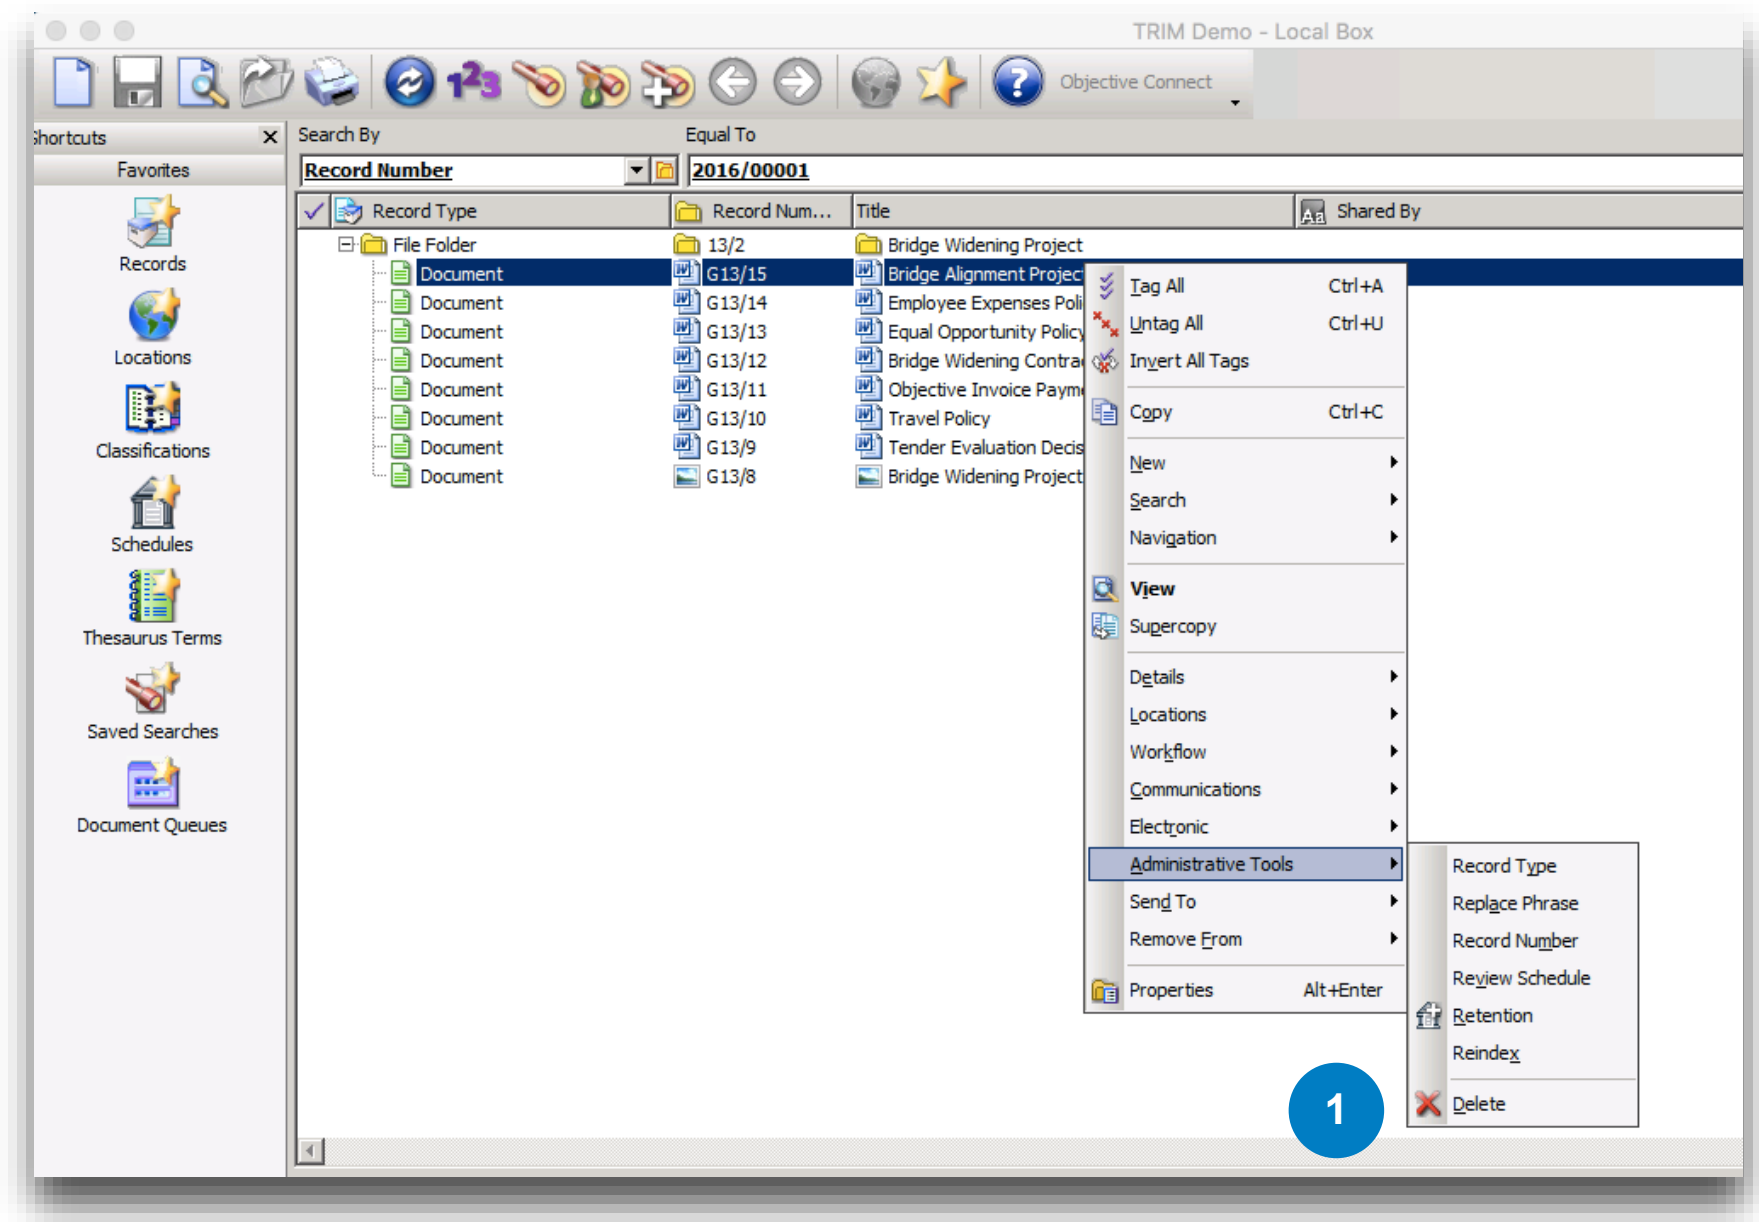 TRIM Demo - Local Box
123
?
Objective Connect
Shortcuts
Search By
Equal To
Favorites
Record Number
2016/00001
Record Type
Record Num...
Title
Aa
Shared By
File Folder
13/2
Bridge Widening Project
Document
G13/15
Bridge Alignment Projec
Document
G13/14
Employee Expenses Poli
Document
G13/13
Equal Opportunity Policy
Document
G13/12
Bridge Widening Contra
Document
G13/11
Objective Invoice Payme
Document
G13/10
Travel Policy
Document
G13/9
Tender Evaluation Decis
Document
G13/8
Bridge Widening Project
Records
Locations
Classifications
Schedules
Thesaurus Terms
Saved Searches
Document Queues
Tag All Ctrl+A
Untag All Ctrl+U
Invert All Tags
Copy Ctrl+C
New
Search
Navigation
View
Supercopy
Details
Locations
Workflow
Communications
Electronic
Administrative Tools
Send To
Remove From
Properties Alt+Enter
Record Type
Replace Phrase
Record Number
Review Schedule
Retention
Reindex
Delete
1